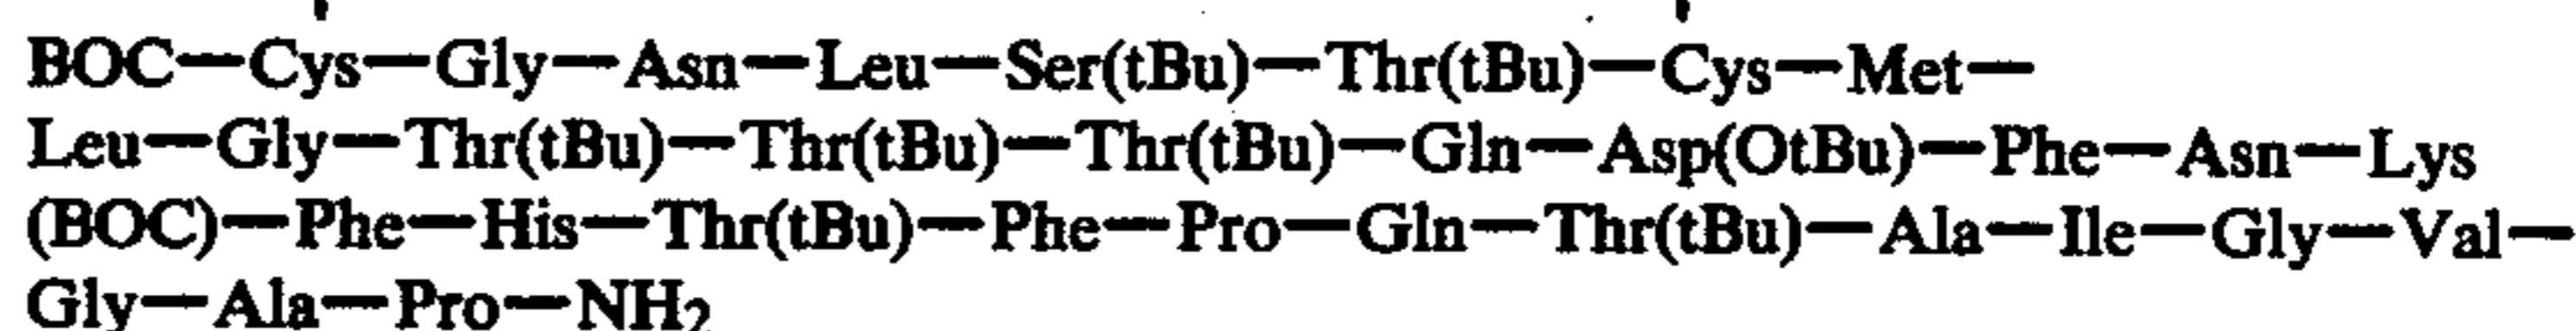 BOC—Cys—Gly—Asn—Leu—Ser(tBu)—Thr(tBu)—Cys—Met—
Leu—Gly—Thr(tBu)—Thr(tBu)—Thr(tBu)—Gln—Asp(OtBu)—Phe—Asn—Lys
(BOC)—Phe—His—Thr(tBu)—Phe—Pro—Gln—Thr(tBu)—Ala—Ile—Gly—Val—
Gly—Ala—Pro—NH₂